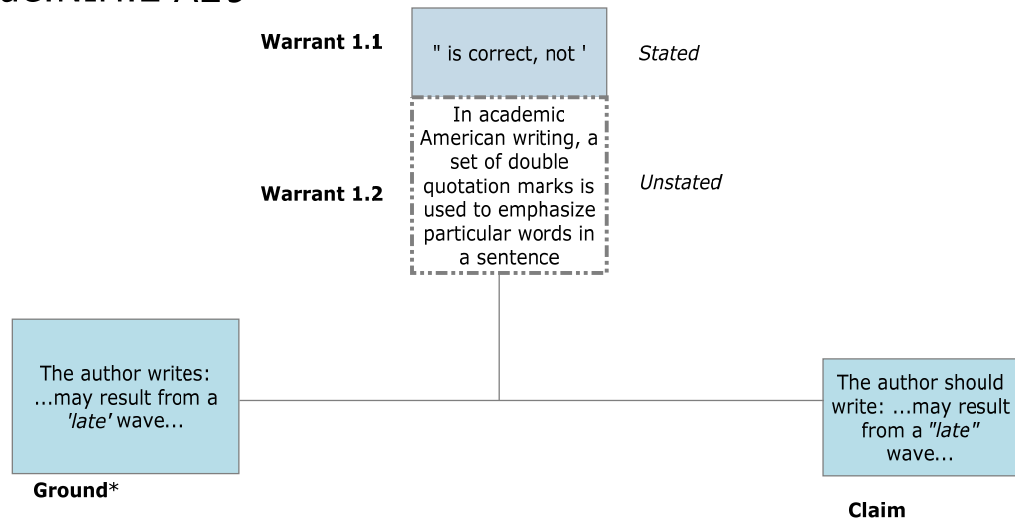 Warrant 1.1
" is correct, not '
Stated
In academic
American writing, a
set of double
quotation marks is
used to emphasize
particular words in
a sentence
Warrant 1.2
Unstated
The author writes:
...may result from a
'late' wave...
Ground*
The author should
write: ...may result
from a "late"
wave...
Claim